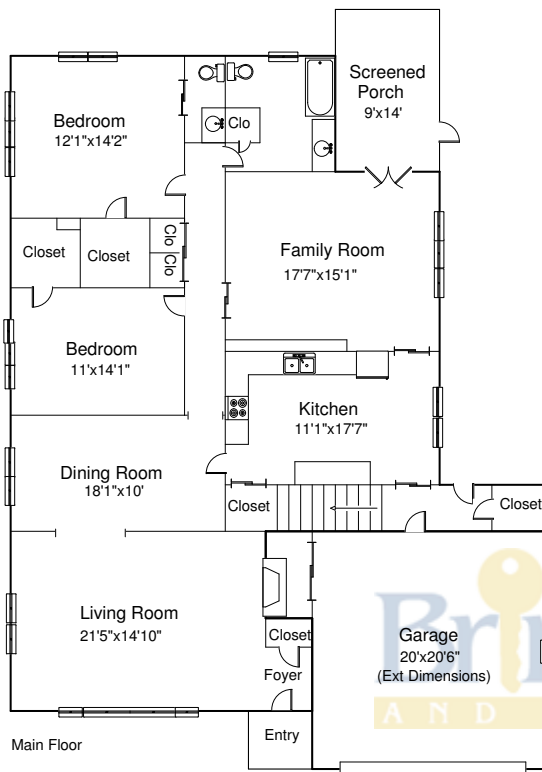 Screened
Porch
9'x14'
Bedroom
12'1"x14'2"
Clo
Closet
Closet
Clo
Clo
Family Room
17'7"x15'1"
Bedroom
11'x14'1"
Kitchen
11'1"x17'7"
Dining Room
18'1"x10'
Closet
Closet
Living Room
21'5"x14'10"
Closet
Foyer
Garage
20'x20'6"
(Ext Dimensions)
Entry
Main Floor
Bri
AND